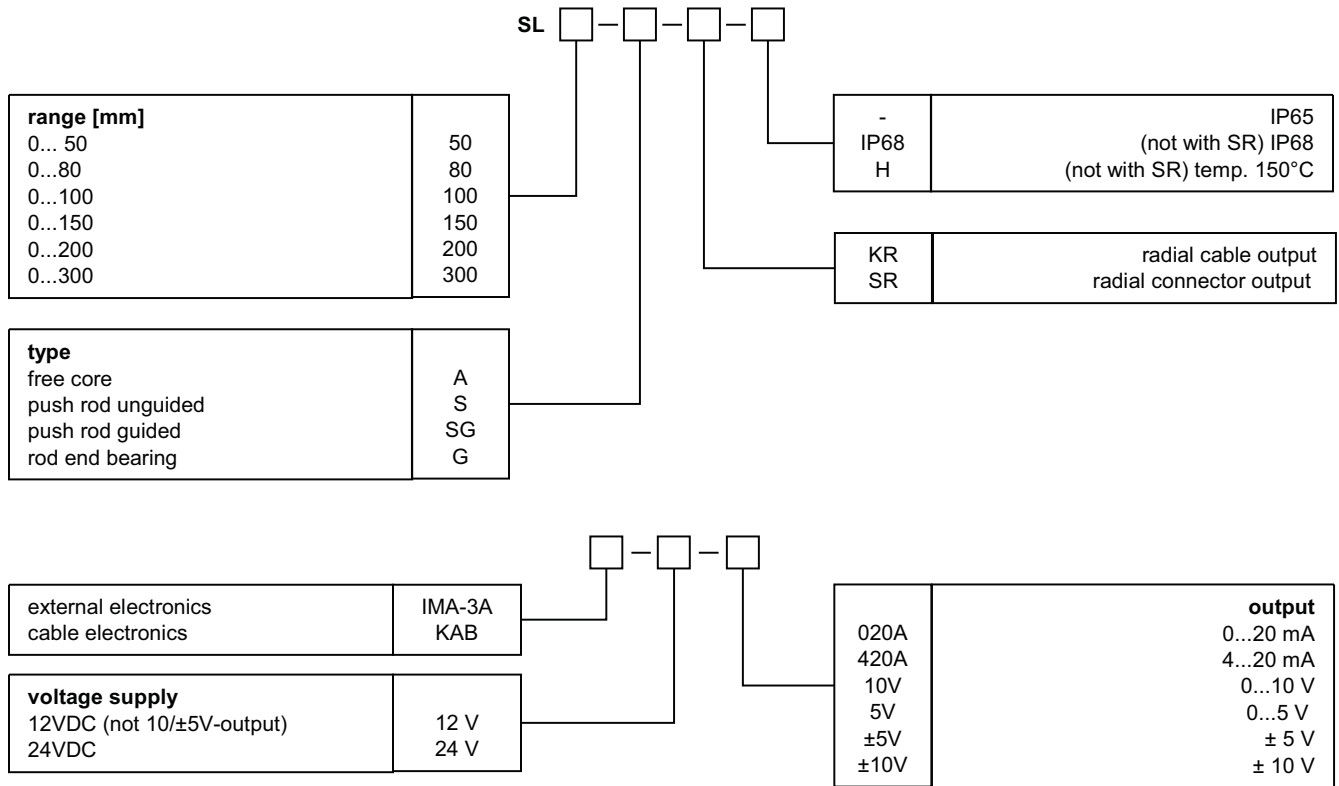 SL — — —
range [mm]
0... 50 50
0...80 80
0...100 100
0...150 150
0...200 200
0...300 300
- IP65
IP68 (not with SR) IP68
H (not with SR) temp. 150°C
KR radial cable output
SR radial connector output
type
free core A
push rod unguided S
push rod guided SG
rod end bearing G
— —
external electronics IMA-3A
cable electronics KAB
voltage supply
12VDC (not 10/±5V-output) 12 V
24VDC 24 V
output
020A 0...20 mA
420A 4...20 mA
10V 0...10 V
5V 0...5 V
±5V ± 5 V
±10V ± 10 V